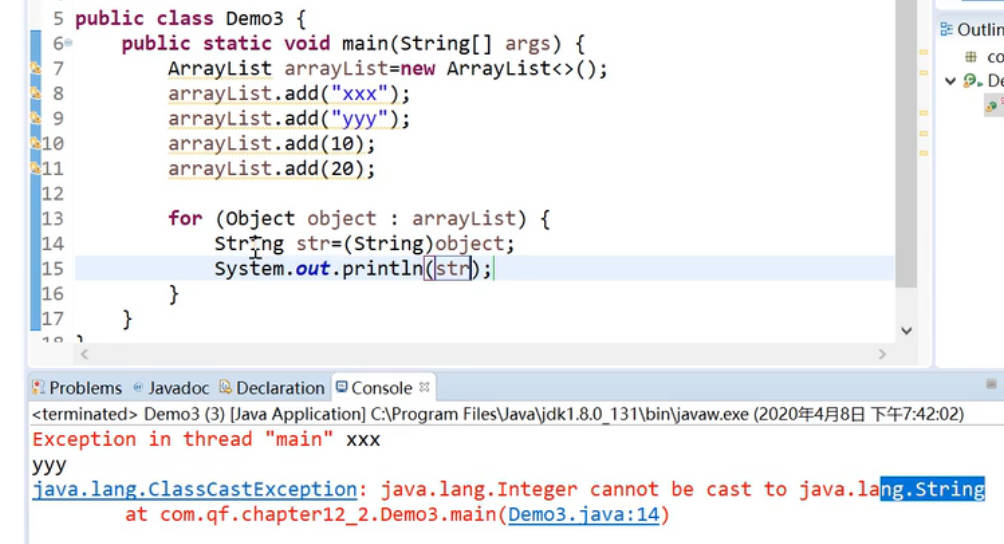 5 public class Demo3 {
6 public static void main(String[] args) {
7 ArrayList arrayList=new ArrayList<>();
8 arrayList.add("xxx");
9 arrayList.add("yyy");
10 arrayList.add(10);
11 arrayList.add(20);
12
13 for (Object object : arrayList) {
14 String str=(String)object;
15 System.out.println(str);
16 }
17 }
Outlin
co
De
Problems Javadoc Declaration Console
<terminated> Demo3 (3) [Java Application] C:\Program Files\Java\jdk1.8.0_131\bin\javaw.exe (2020年4月8日 下午7:42:02)
Exception in thread "main" xxx
yyy
java.lang.ClassCastException: java.lang.Integer cannot be cast to java.lang.String
at com.qf.chapter12_2.Demo3.main(Demo3.java:14)